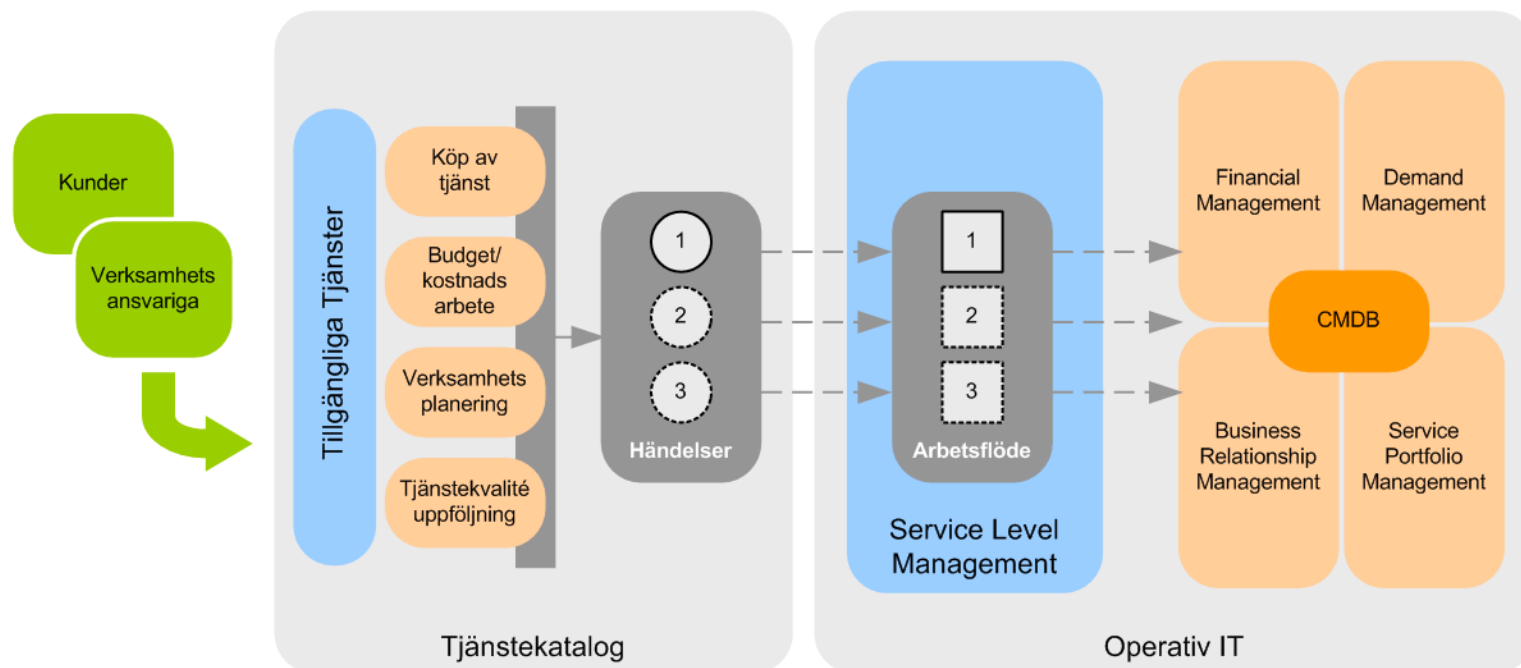 Kunder
Verksamhets
ansvariga
Tillgängliga Tjänster
Köp av
tjänst
Budget/
kostnads
arbete
Verksamhets
planering
Tjänstekvalité
uppföljning
1
2
3
Händelser
Tjänstekatalog
1
2
3
Arbetsflöde
Service Level
Management
Financial
Management
Demand
Management
CMDB
Business
Relationship
Management
Service
Portfolio
Management
Operativ IT